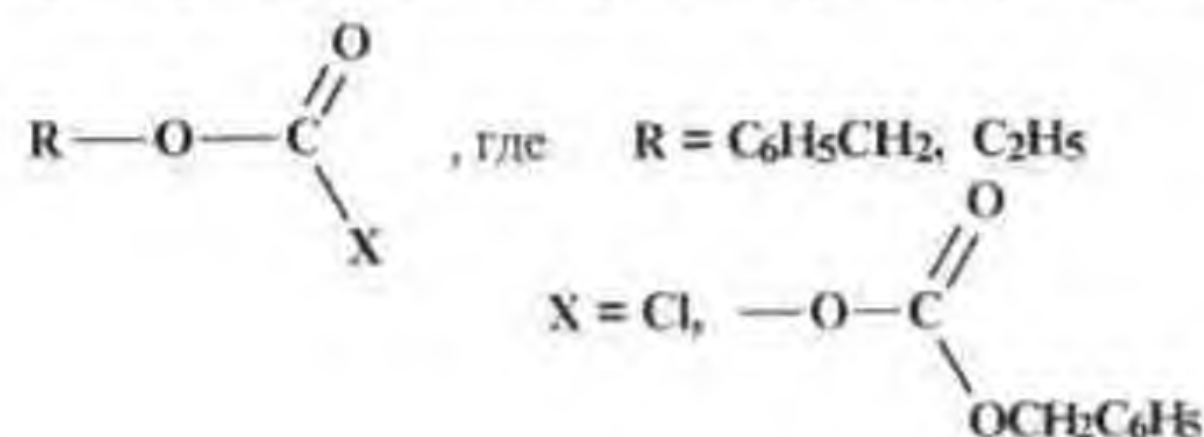 O
R—O—C , где R = C₆H₅CH₂, C₂H₅
X
O
X = Cl, —O—C
OCH₂C₆H₅